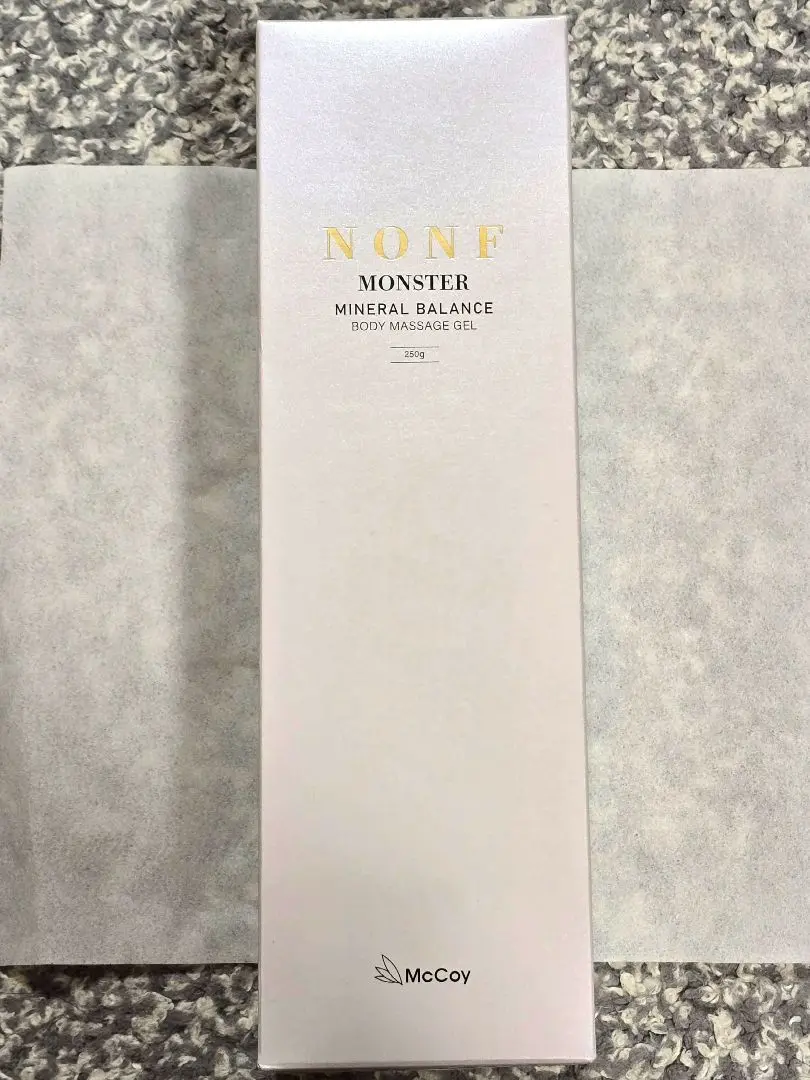 NONF
MONSTER
MINERAL BALANCE
BODY MASSAGE GEL
250g
McCoy